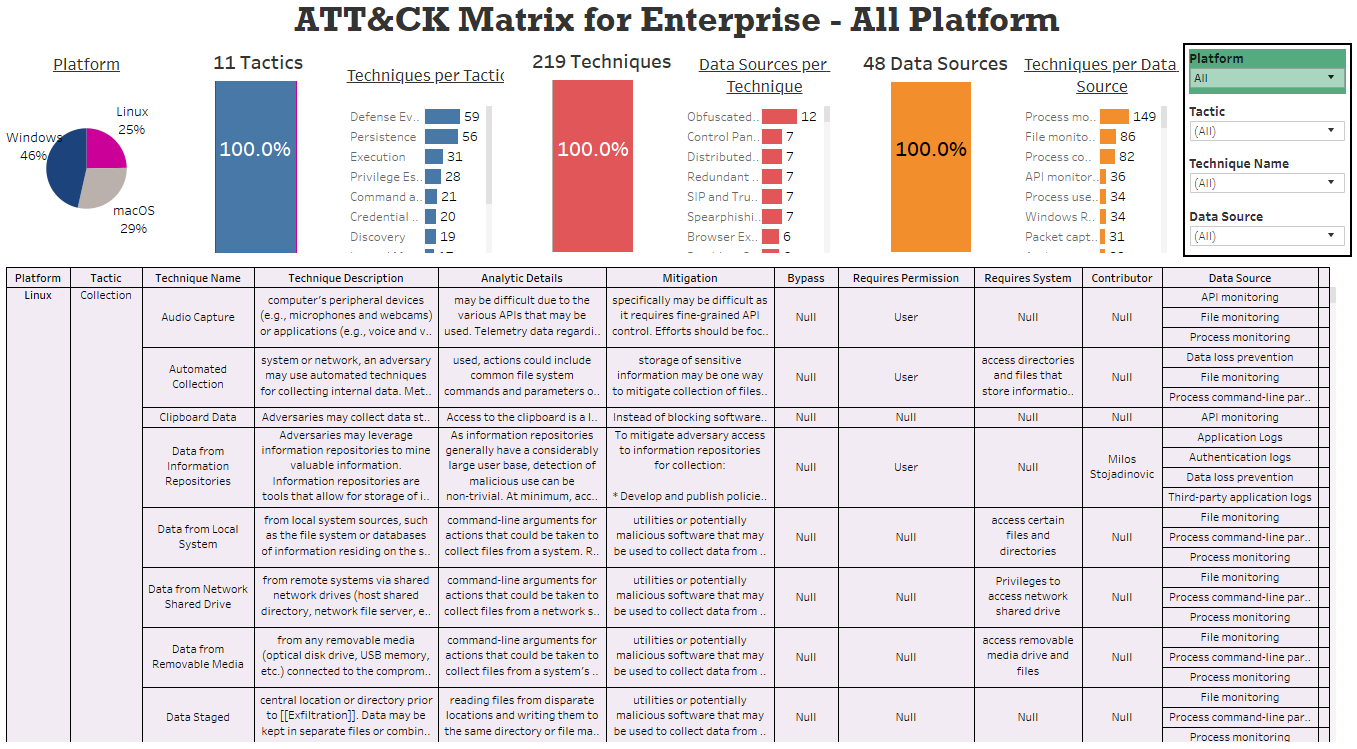 ATT&CK Matrix for Enterprise - All Platform
Platform
Linux
25%
Windows
46%
macOS
29%
11 Tactics
100.0%
Techniques per Tactic
Defense Ev.. 59
Persistence 56
Execution 31
Privilege Es.. 28
Command a.. 21
Credential .. 20
Discovery 19
219 Techniques
100.0%
Data Sources per
Technique
Obfuscated.. 12
Control Pan.. 7
Distributed.. 7
Redundant .. 7
SIP and Tru.. 7
Spearphishi.. 7
Browser Ex.. 6
48 Data Sources
100.0%
Techniques per Data
Source
Process mo.. 149
File monito.. 86
Process co.. 82
API monitor.. 36
Process use.. 34
Windows R.. 34
Packet capt.. 31
Platform
All
Tactic
(All)
Technique Name
(All)
Data Source
(All)
Platform Tactic Technique Name Technique Description Analytic Details Mitigation Bypass Requires Permission Requires System Contributor Data Source
Linux Collection
Audio Capture
computer's peripheral devices
(e.g., microphones and webcams)
or applications (e.g., voice and v..
may be difficult due to the
various APIs that may be
used. Telemetry data regardi..
specifically may be difficult as
it requires fine-grained API
control. Efforts should be foc..
Null
User
Null
Null
API monitoring
File monitoring
Process monitoring
Automated
Collection
system or network, an adversary
may use automated techniques
for collecting internal data. Met..
used, actions could include
common file system
commands and parameters o..
storage of sensitive
information may be one way
to mitigate collection of files..
Null
User
access directories
and files that
store informatio..
Null
Data loss prevention
File monitoring
Process command-line par..
Clipboard Data
Adversaries may collect data st..
Access to the clipboard is a l..
Instead of blocking software..
Null
Null
Null
Null
API monitoring
Data from
Information
Repositories
Adversaries may leverage
information repositories to mine
valuable information.
Information repositories are
tools that allow for storage of i..
As information repositories
generally have a considerably
large user base, detection of
malicious use can be
non-trivial. At minimum, acc..
To mitigate adversary access
to information repositories
for collection:
* Develop and publish policie..
Null
User
Null
Milos
Stojadinovic
Application Logs
Authentication logs
Data loss prevention
Third-party application logs
Data from Local
System
from local system sources, such
as the file system or databases
of information residing on the s..
command-line arguments for
actions that could be taken to
collect files from a system. R..
utilities or potentially
malicious software that may
be used to collect data from ..
Null
Null
access certain
files and
directories
Null
File monitoring
Process command-line par..
Process monitoring
Data from Network
Shared Drive
from remote systems via shared
network drives (host shared
directory, network file server, e..
command-line arguments for
actions that could be taken to
collect files from a network s..
utilities or potentially
malicious software that may
be used to collect data from ..
Null
Null
Privileges to
access network
shared drive
Null
File monitoring
Process command-line par..
Process monitoring
Data from
Removable Media
from any removable media
(optical disk drive, USB memory,
etc.) connected to the comprom..
command-line arguments for
actions that could be taken to
collect files from a system's ..
utilities or potentially
malicious software that may
be used to collect data from ..
Null
Null
access removable
media drive and
files
Null
File monitoring
Process command-line par..
Process monitoring
Data Staged
central location or directory prior
to [[Exfiltration]]. Data may be
kept in separate files or combin..
reading files from disparate
locations and writing them to
the same directory or file ma..
utilities or potentially
malicious software that may
be used to collect data from ..
Null
Null
Null
Null
File monitoring
Process command-line par..
Process monitoring